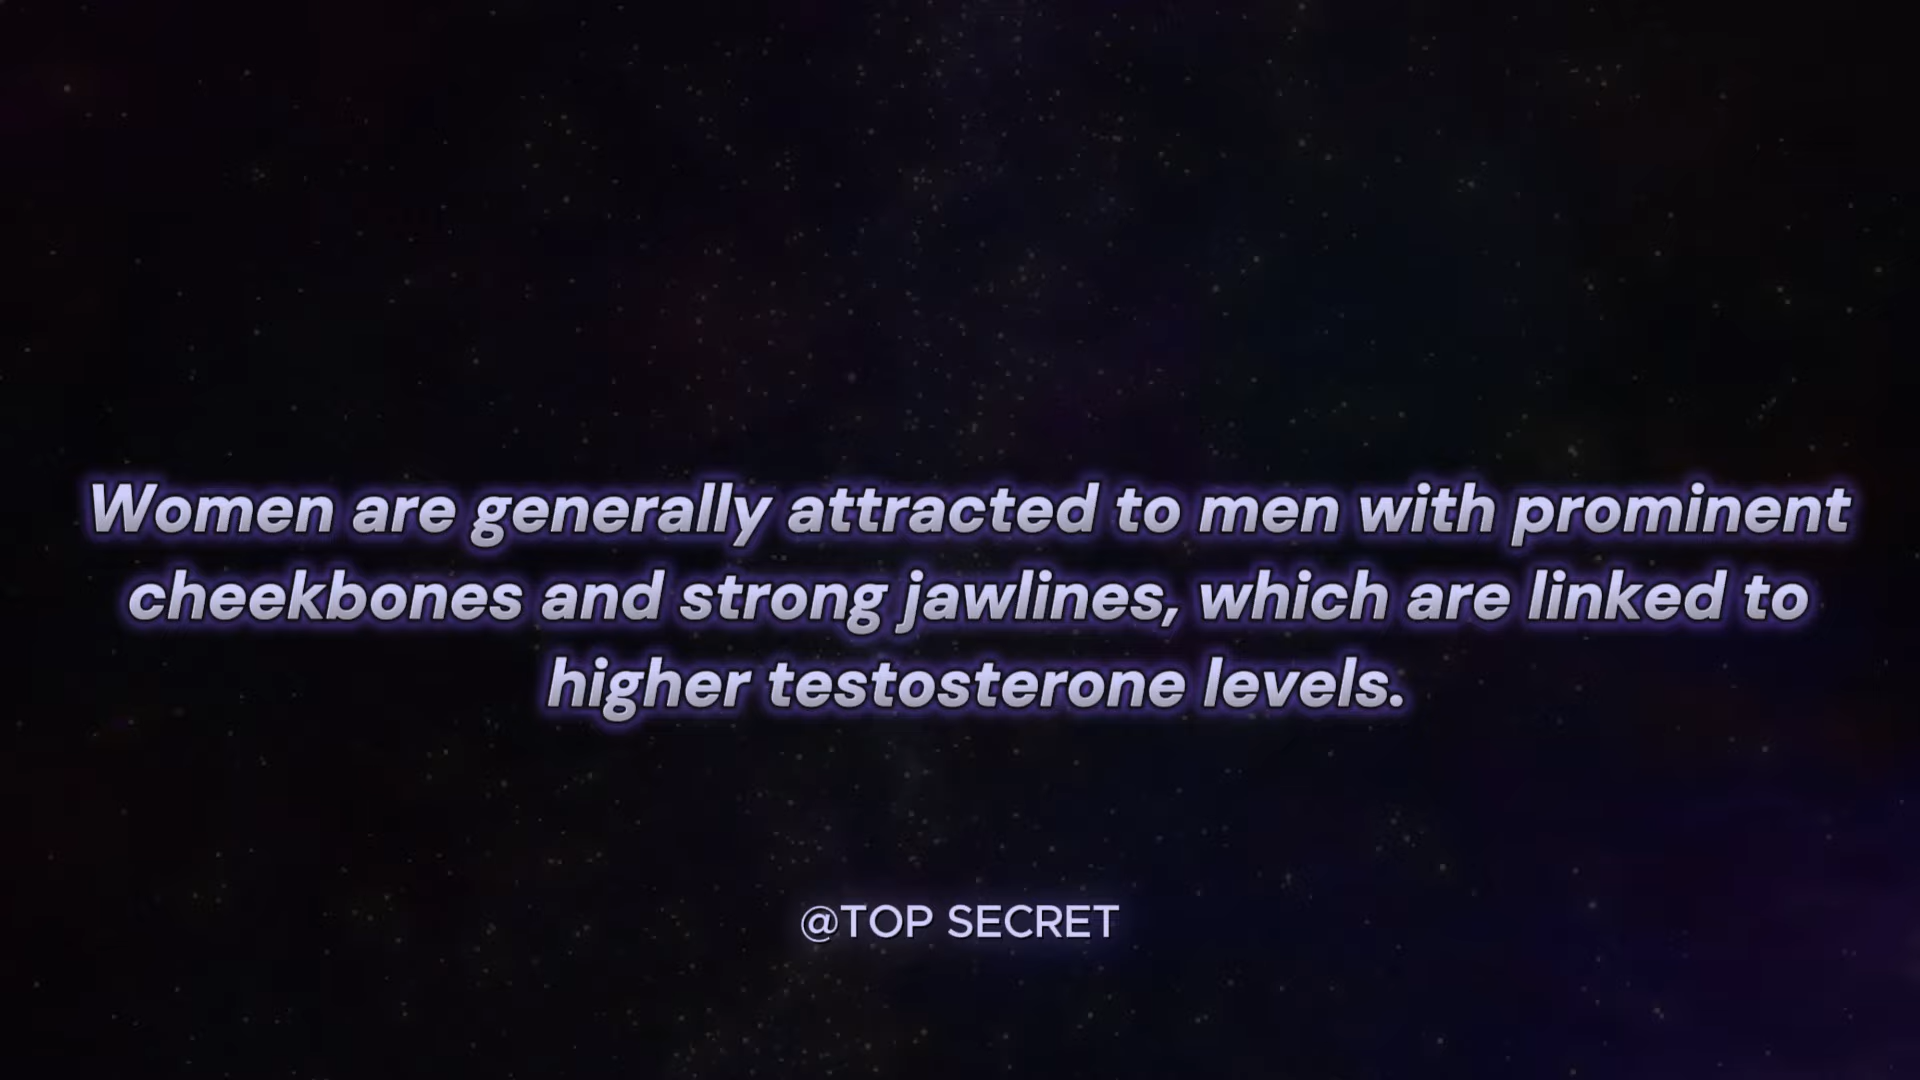 Women are generally attracted to men with prominent
cheekbones and strong jawlines, which are linked to
higher testosterone levels.
@TOP SECRET